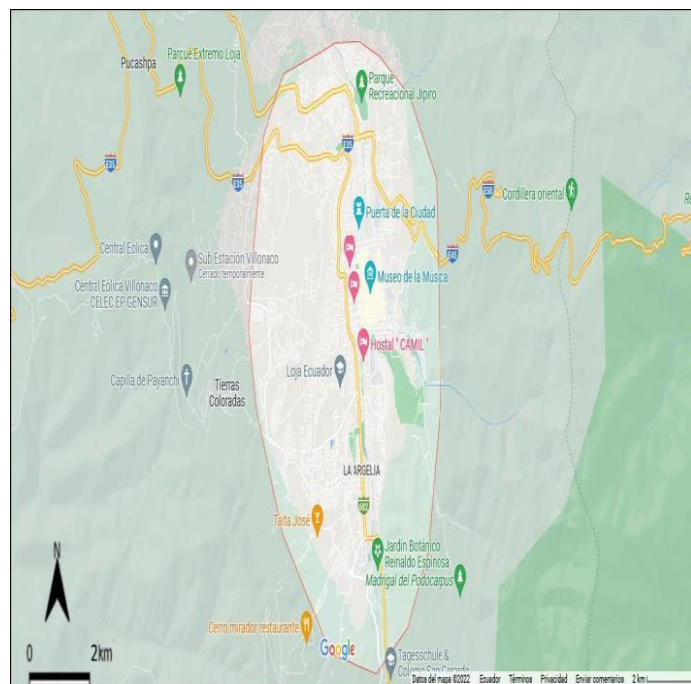 Parque Extremo Loja
Pucashpa
Parque
Recreacional Jipiro
E35
E35
E35
E50
Cordillera oriental
Puerta de la Ciudad
Central Eólica
Sub Estación Villonaco
Cerrado temporalmente
E45
Museo de la Música
Central Eólica Villonaco
CELEC EP GENSUR
Hostal " CAMIL "
Loja Ecuador
Capilla de Payanchi
Tierras
Coloradas
LA ARGELIA
682
Taita José
Jardín Botánico
Reinaldo Espinosa
Madrigal del Podocarpus
N
Cerro mirador restaurante
Google
0 2km
Tagesschule &
Colegio San Gerardo
Datos del mapa ©2022 Ecuador Términos Privacidad Enviar comentarios 2 km